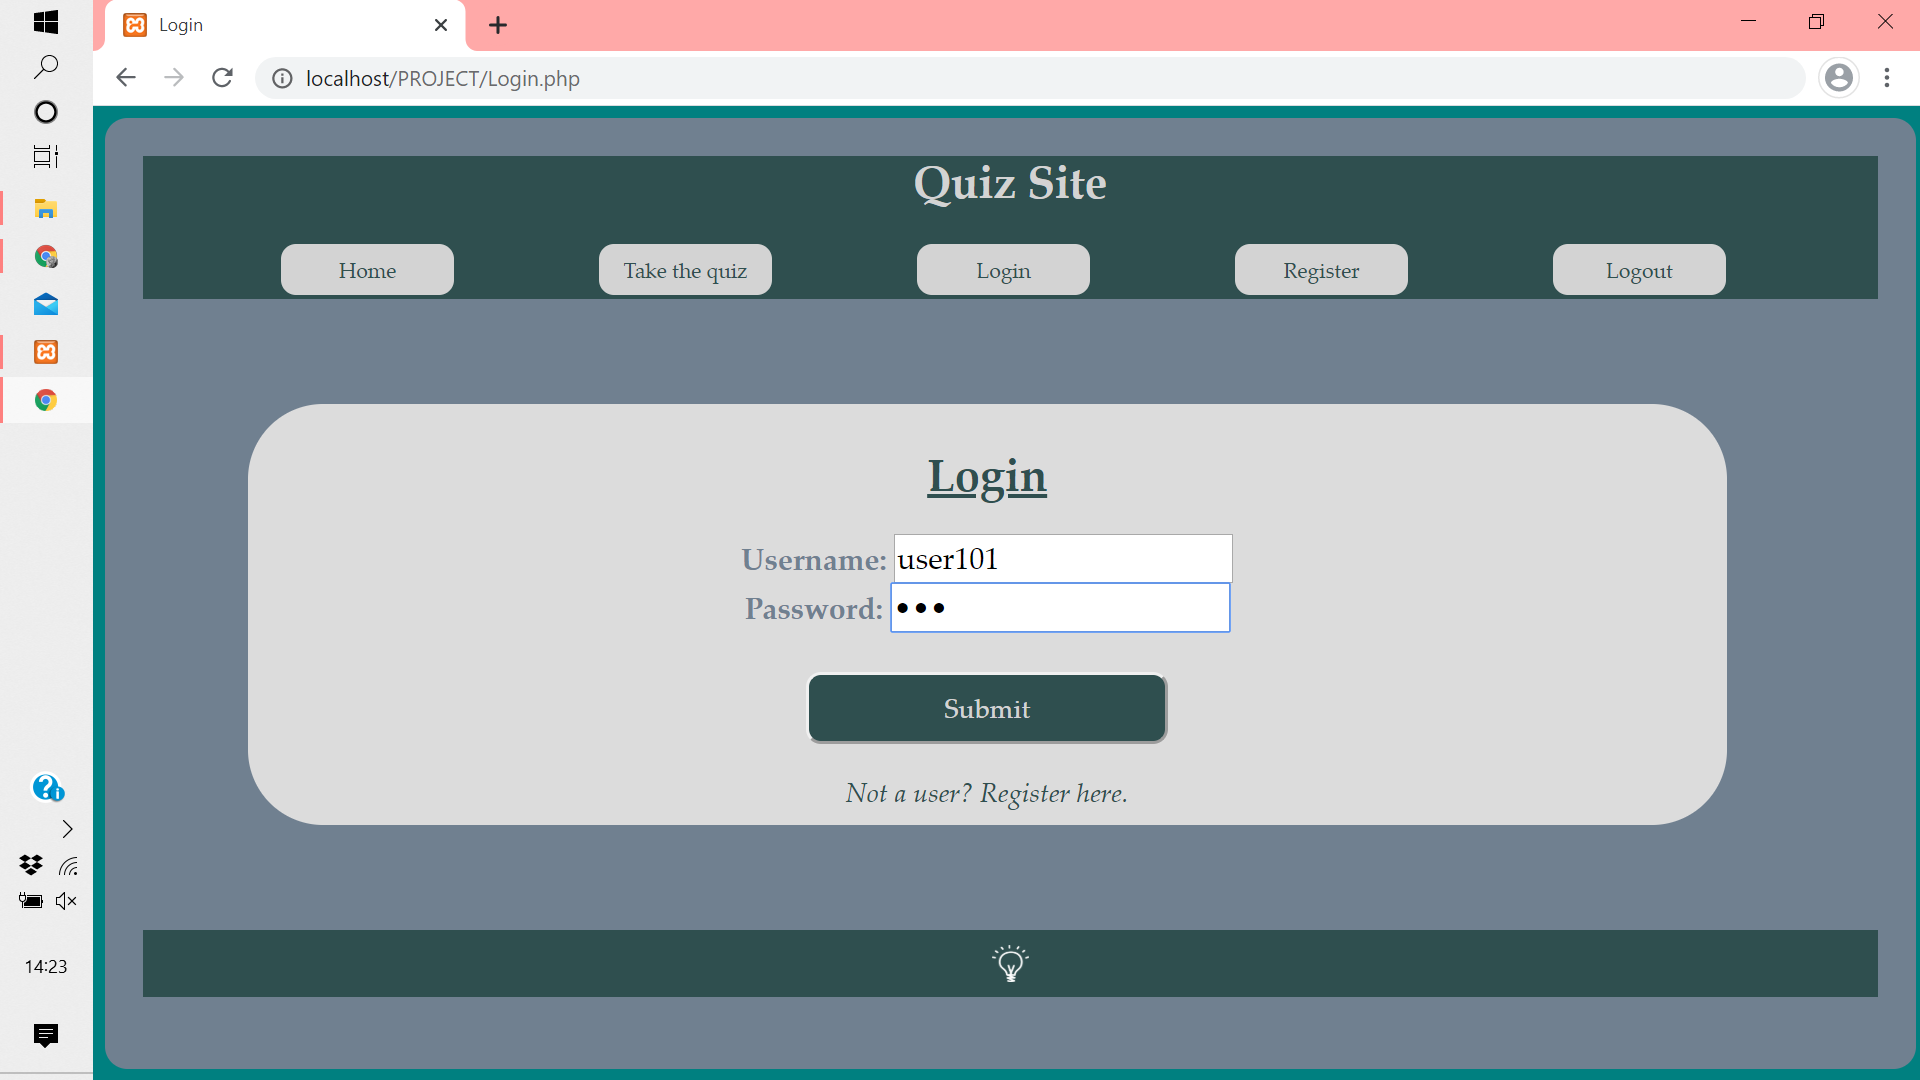 Login
localhost/PROJECT/Login.php
Quiz Site
Home
Take the quiz
Login
Register
Logout
Login
Username: user101
Password: •••
Submit
Not a user? Register here.
14:23